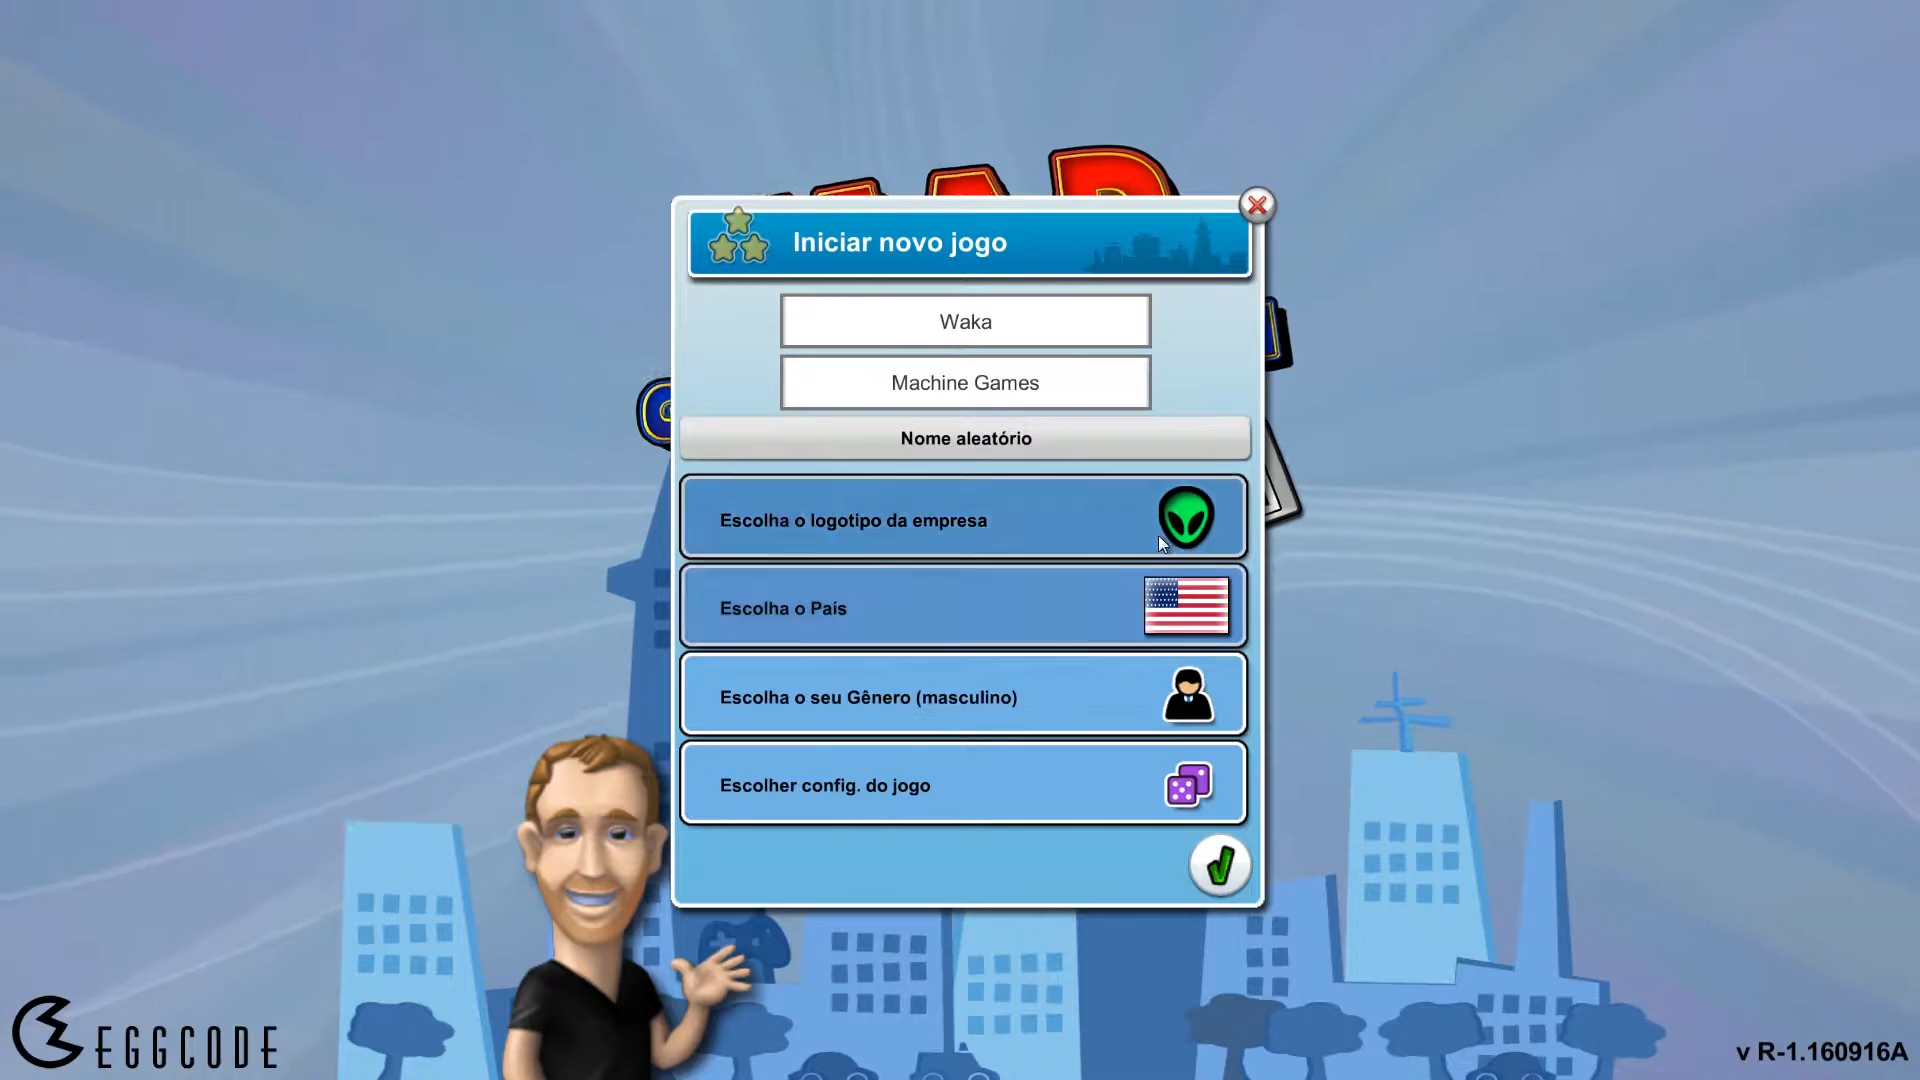 Iniciar novo jogo
Waka
Machine Games
Nome aleatório
Escolha o logotipo da empresa
Escolha o País
Escolha o seu Gênero (masculino)
Escolher config. do jogo
EGGCODE
v R-1.160916A